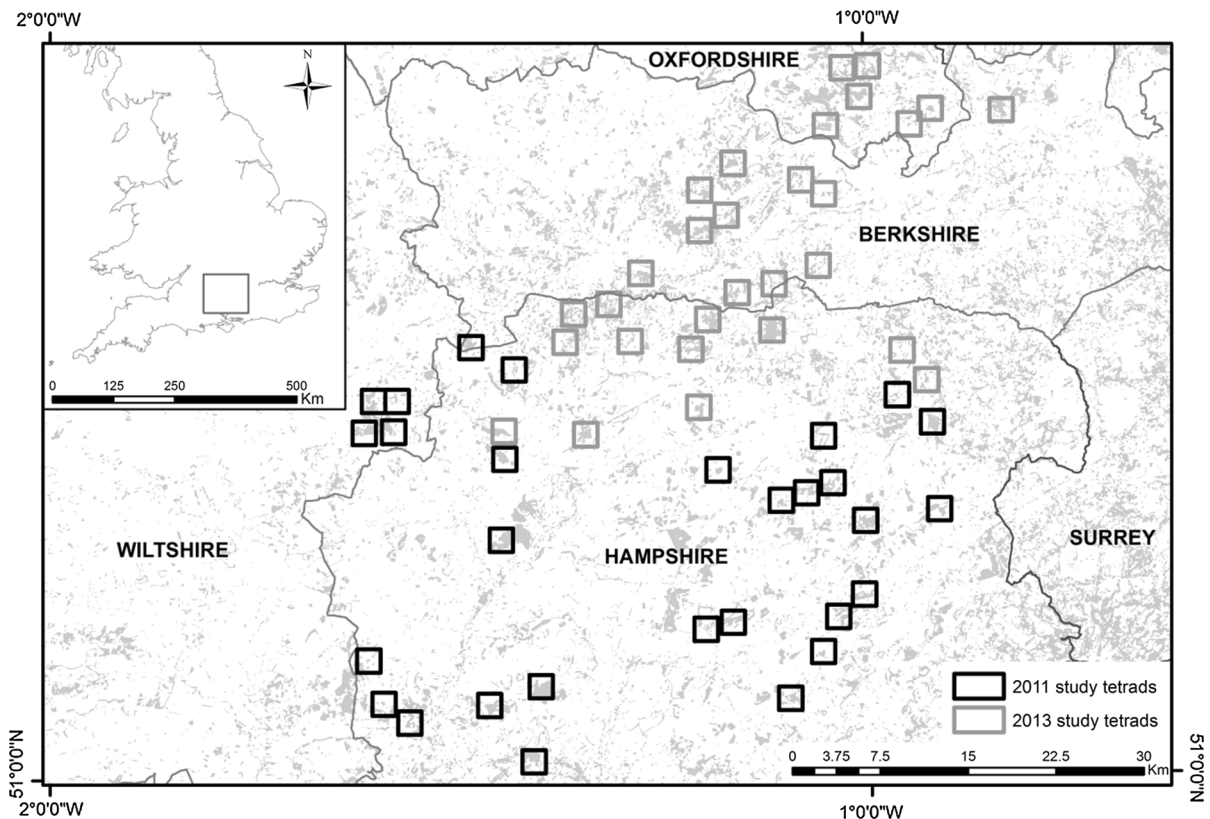 2°0'0"W 1°0'0"W
N
OXFORDSHIRE
BERKSHIRE
0 125 250 500
Km
WILTSHIRE
HAMPSHIRE
SURREY
2011 study tetrads
2013 study tetrads
0 3.75 7.5 15 22.5 30
Km
51°0'0"N
51°0'0"N
2°0'0"W 1°0'0"W